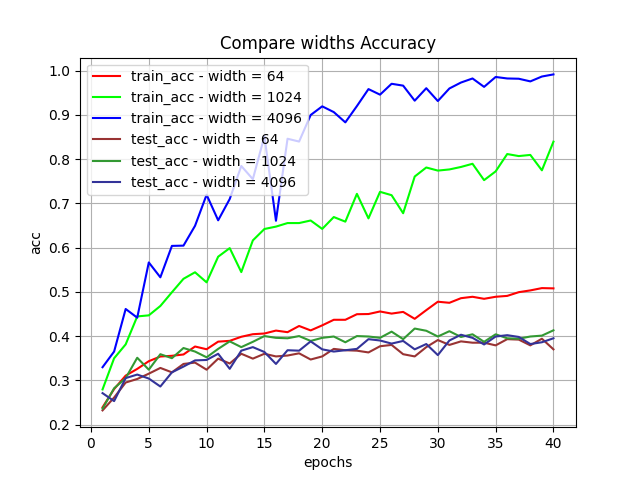 Compare widths Accuracy
train_acc - width = 64
train_acc - width = 1024
train_acc - width = 4096
test_acc - width = 64
test_acc - width = 1024
test_acc - width = 4096
1.0
0.9
0.8
0.7
0.6
0.5
0.4
0.3
0.2
acc
0 5 10 15 20 25 30 35 40
epochs